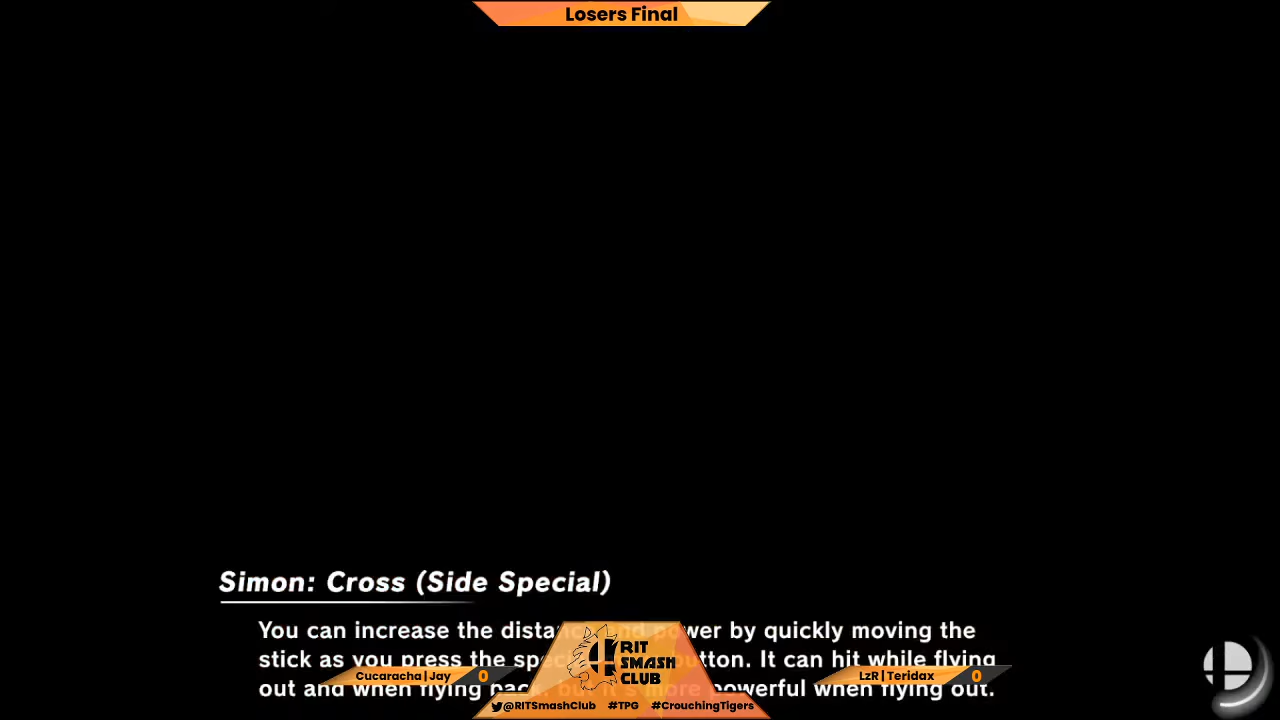 Losers Final
Simon: Cross (Side Special)
You can increase the distance and power by quickly moving the
stick as you press the special button. It can hit while flying
out and when flying back, but it's more powerful when flying out.
Cucaracha | Jay 0
RIT
SMASH
CLUB
LzR | Teridax 0
@RITSmashClub #TPG #CrouchingTigers